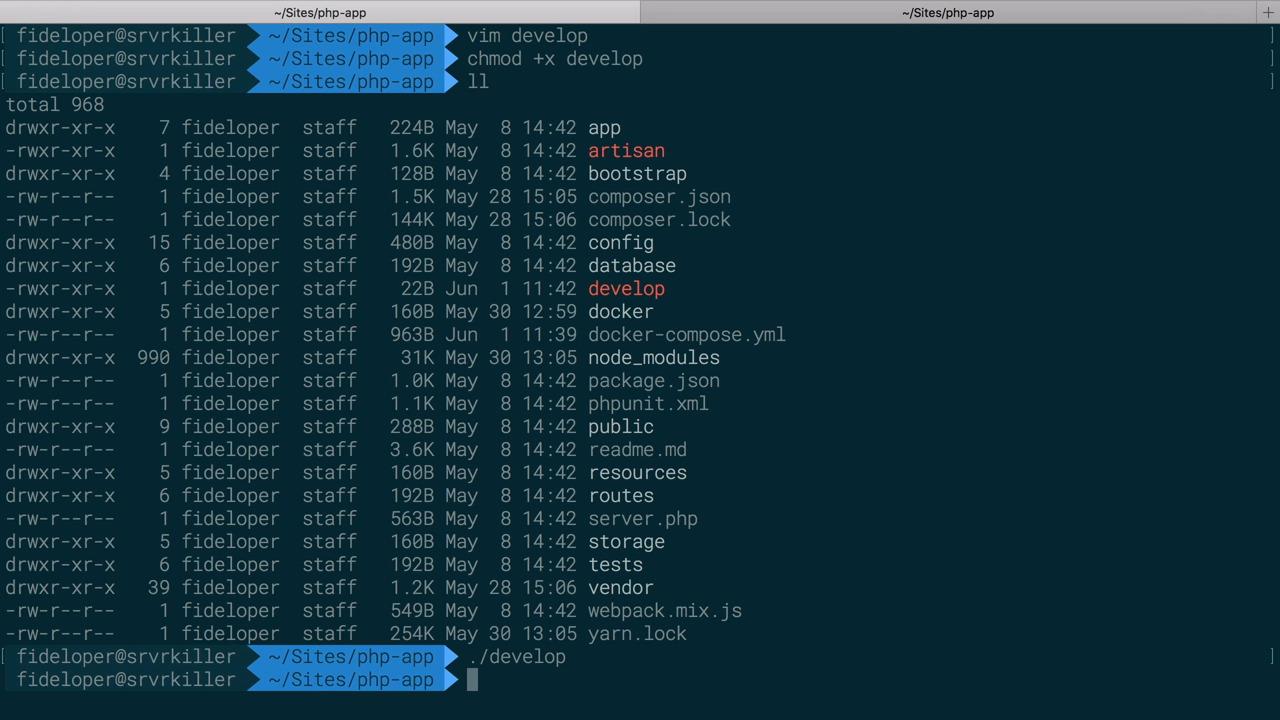 ~/Sites/php-app ~/Sites/php-app +
[ fideloper@srvrkiller ~/Sites/php-app vim develop ]
[ fideloper@srvrkiller ~/Sites/php-app chmod +x develop ]
[ fideloper@srvrkiller ~/Sites/php-app ll ]
total 968
drwxr-xr-x 7 fideloper staff 224B May 8 14:42 app
-rwxr-xr-x 1 fideloper staff 1.6K May 8 14:42 artisan
drwxr-xr-x 4 fideloper staff 128B May 8 14:42 bootstrap
-rw-r--r-- 1 fideloper staff 1.5K May 28 15:05 composer.json
-rw-r--r-- 1 fideloper staff 144K May 28 15:06 composer.lock
drwxr-xr-x 15 fideloper staff 480B May 8 14:42 config
drwxr-xr-x 6 fideloper staff 192B May 8 14:42 database
-rwxr-xr-x 1 fideloper staff 22B Jun 1 11:42 develop
drwxr-xr-x 5 fideloper staff 160B May 30 12:59 docker
-rw-r--r-- 1 fideloper staff 963B Jun 1 11:39 docker-compose.yml
drwxr-xr-x 990 fideloper staff 31K May 30 13:05 node_modules
-rw-r--r-- 1 fideloper staff 1.0K May 8 14:42 package.json
-rw-r--r-- 1 fideloper staff 1.1K May 8 14:42 phpunit.xml
drwxr-xr-x 9 fideloper staff 288B May 8 14:42 public
-rw-r--r-- 1 fideloper staff 3.6K May 8 14:42 readme.md
drwxr-xr-x 5 fideloper staff 160B May 8 14:42 resources
drwxr-xr-x 6 fideloper staff 192B May 8 14:42 routes
-rw-r--r-- 1 fideloper staff 563B May 8 14:42 server.php
drwxr-xr-x 5 fideloper staff 160B May 8 14:42 storage
drwxr-xr-x 6 fideloper staff 192B May 8 14:42 tests
drwxr-xr-x 39 fideloper staff 1.2K May 28 15:06 vendor
-rw-r--r-- 1 fideloper staff 549B May 8 14:42 webpack.mix.js
-rw-r--r-- 1 fideloper staff 254K May 30 13:05 yarn.lock
[ fideloper@srvrkiller ~/Sites/php-app ./develop ]
fideloper@srvrkiller ~/Sites/php-app